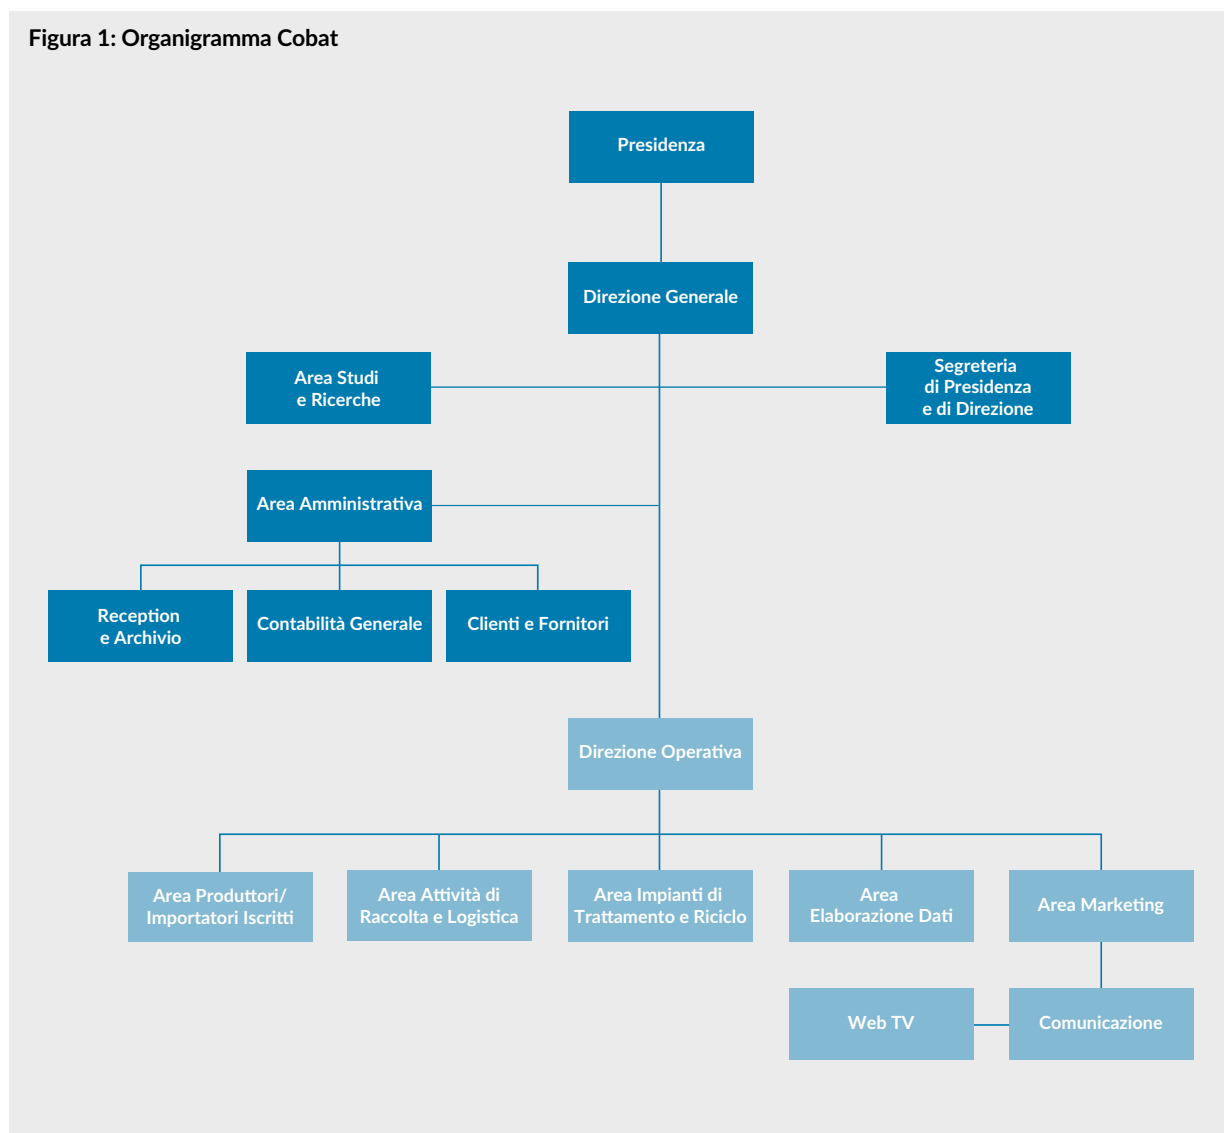 Figura 1: Organigramma Cobat
Presidenza
Direzione Generale
Area Studi
e Ricerche
Segreteria
di Presidenza
e di Direzione
Area Amministrativa
Reception
e Archivio
Contabilità Generale
Clienti e Fornitori
Direzione Operativa
Area Produttori/
Importatori Iscritti
Area Attività di
Raccolta e Logistica
Area Impianti di
Trattamento e Riciclo
Area
Elaborazione Dati
Area Marketing
Web TV
Comunicazione